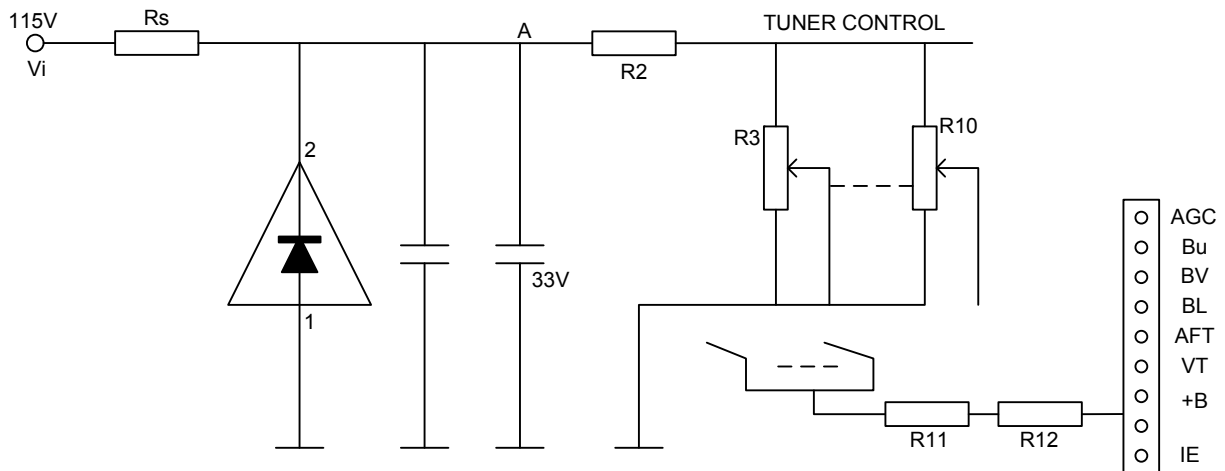 115V
Rs
A
TUNER CONTROL
Vi
R2
R3
R10
2
1
33V
AGC
Bu
BV
BL
AFT
VT
+B
IE
R11
R12